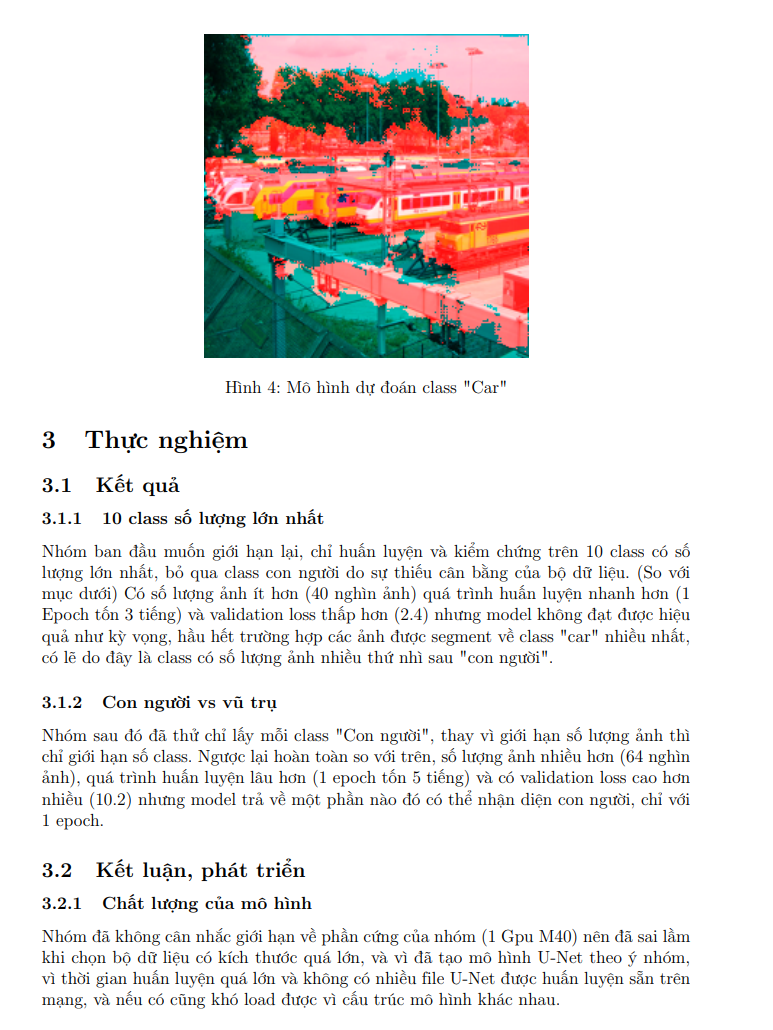 Hình 4: Mô hình dự đoán class "Car"
3 Thực nghiệm
3.1 Kết quả
3.1.1 10 class số lượng lớn nhất
Nhóm ban đầu muốn giới hạn lại, chỉ huấn luyện và kiểm chứng trên 10 class có số
lượng lớn nhất, bỏ qua class con người do sự thiếu cân bằng của bộ dữ liệu. (So với
mục dưới) Có số lượng ảnh ít hơn (40 nghìn ảnh) quá trình huấn luyện nhanh hơn (1
Epoch tốn 3 tiếng) và validation loss thấp hơn (2.4) nhưng model không đạt được hiệu
quả như kỳ vọng, hầu hết trường hợp các ảnh được segment về class "car" nhiều nhất,
có lẽ do đây là class có số lượng ảnh nhiều thứ nhì sau "con người".
3.1.2 Con người vs vũ trụ
Nhóm sau đó đã thử chỉ lấy mỗi class "Con người", thay vì giới hạn số lượng ảnh thì
chỉ giới hạn số class. Ngược lại hoàn toàn so với trên, số lượng ảnh nhiều hơn (64 nghìn
ảnh), quá trình huấn luyện lâu hơn (1 epoch tốn 5 tiếng) và có validation loss cao hơn
nhiều (10.2) nhưng model trả về một phần nào đó có thể nhận diện con người, chỉ với
1 epoch.
3.2 Kết luận, phát triển
3.2.1 Chất lượng của mô hình
Nhóm đã không cân nhắc giới hạn về phần cứng của nhóm (1 Gpu M40) nên đã sai lầm
khi chọn bộ dữ liệu có kích thước quá lớn, và vì đã tạo mô hình U-Net theo ý nhóm,
vì thời gian huấn luyện quá lớn và không có nhiều file U-Net được huấn luyện sẵn trên
mạng, và nếu có cũng khó load được vì cấu trúc mô hình khác nhau.